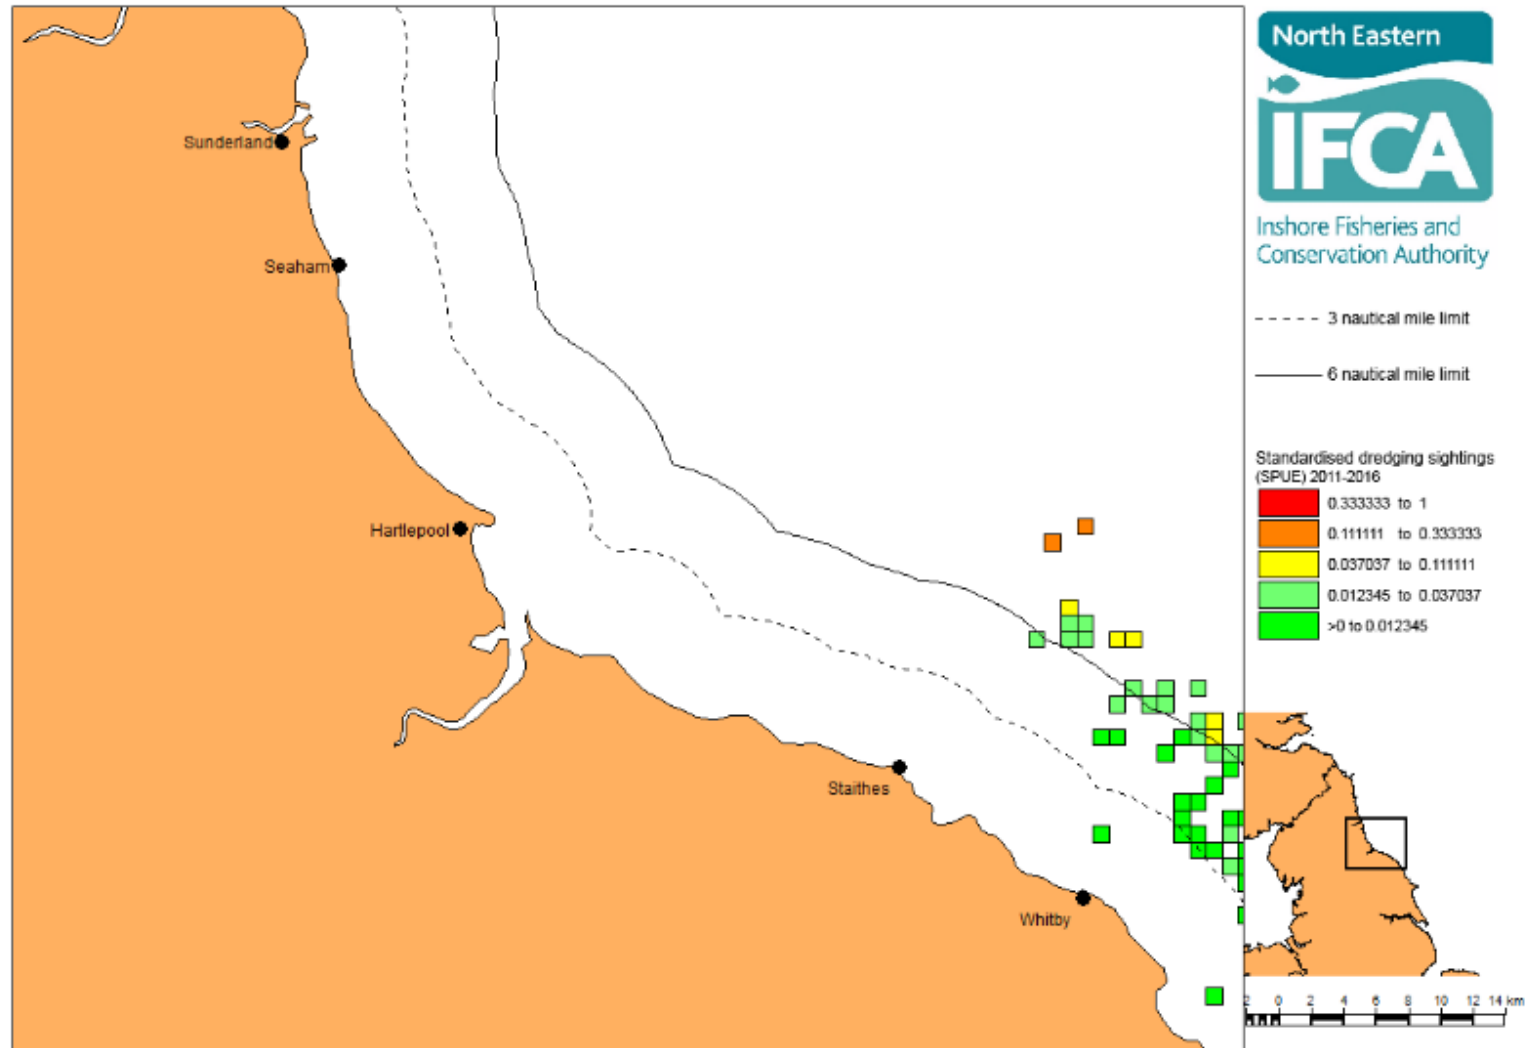 North Eastern
IFCA
Inshore Fisheries and
Conservation Authority
3 nautical mile limit
6 nautical mile limit
Standardised dredging sightings
(SPUE) 2011-2016
0.333333 to 1
0.111111 to 0.333333
0.037037 to 0.111111
0.012345 to 0.037037
>0 to 0.012345
Sunderland
Seaham
Hartlepool
Staithes
Whitby
2 0 2 4 6 8 10 12 14 km